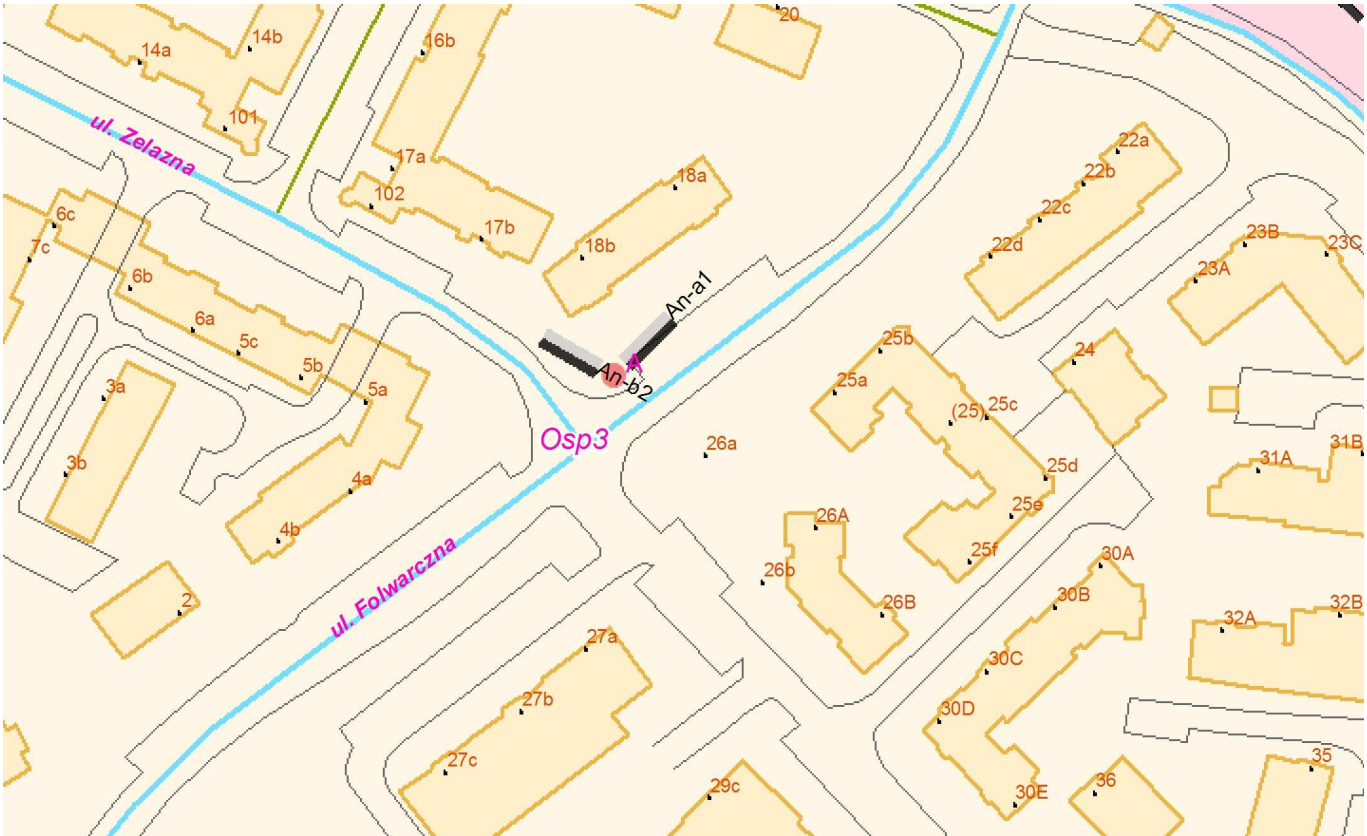 20
16b
14b
14a
101
17a
102
17b
ul. Zelazna
18a
18b
22a
22b
22c
22d
23B
23C
23A
6c
7c
6b
6a
5c
5b
5a
An-a1
A
An-b2
25b
25a
24
(25)
25c
3a
3b
Osp3
26a
31B
31A
25d
25e
25f
4a
4b
26A
26b
26B
30A
30B
30C
30D
30E
ul. Folwarczna
2
32A
32B
27a
27b
27c
29c
36
35